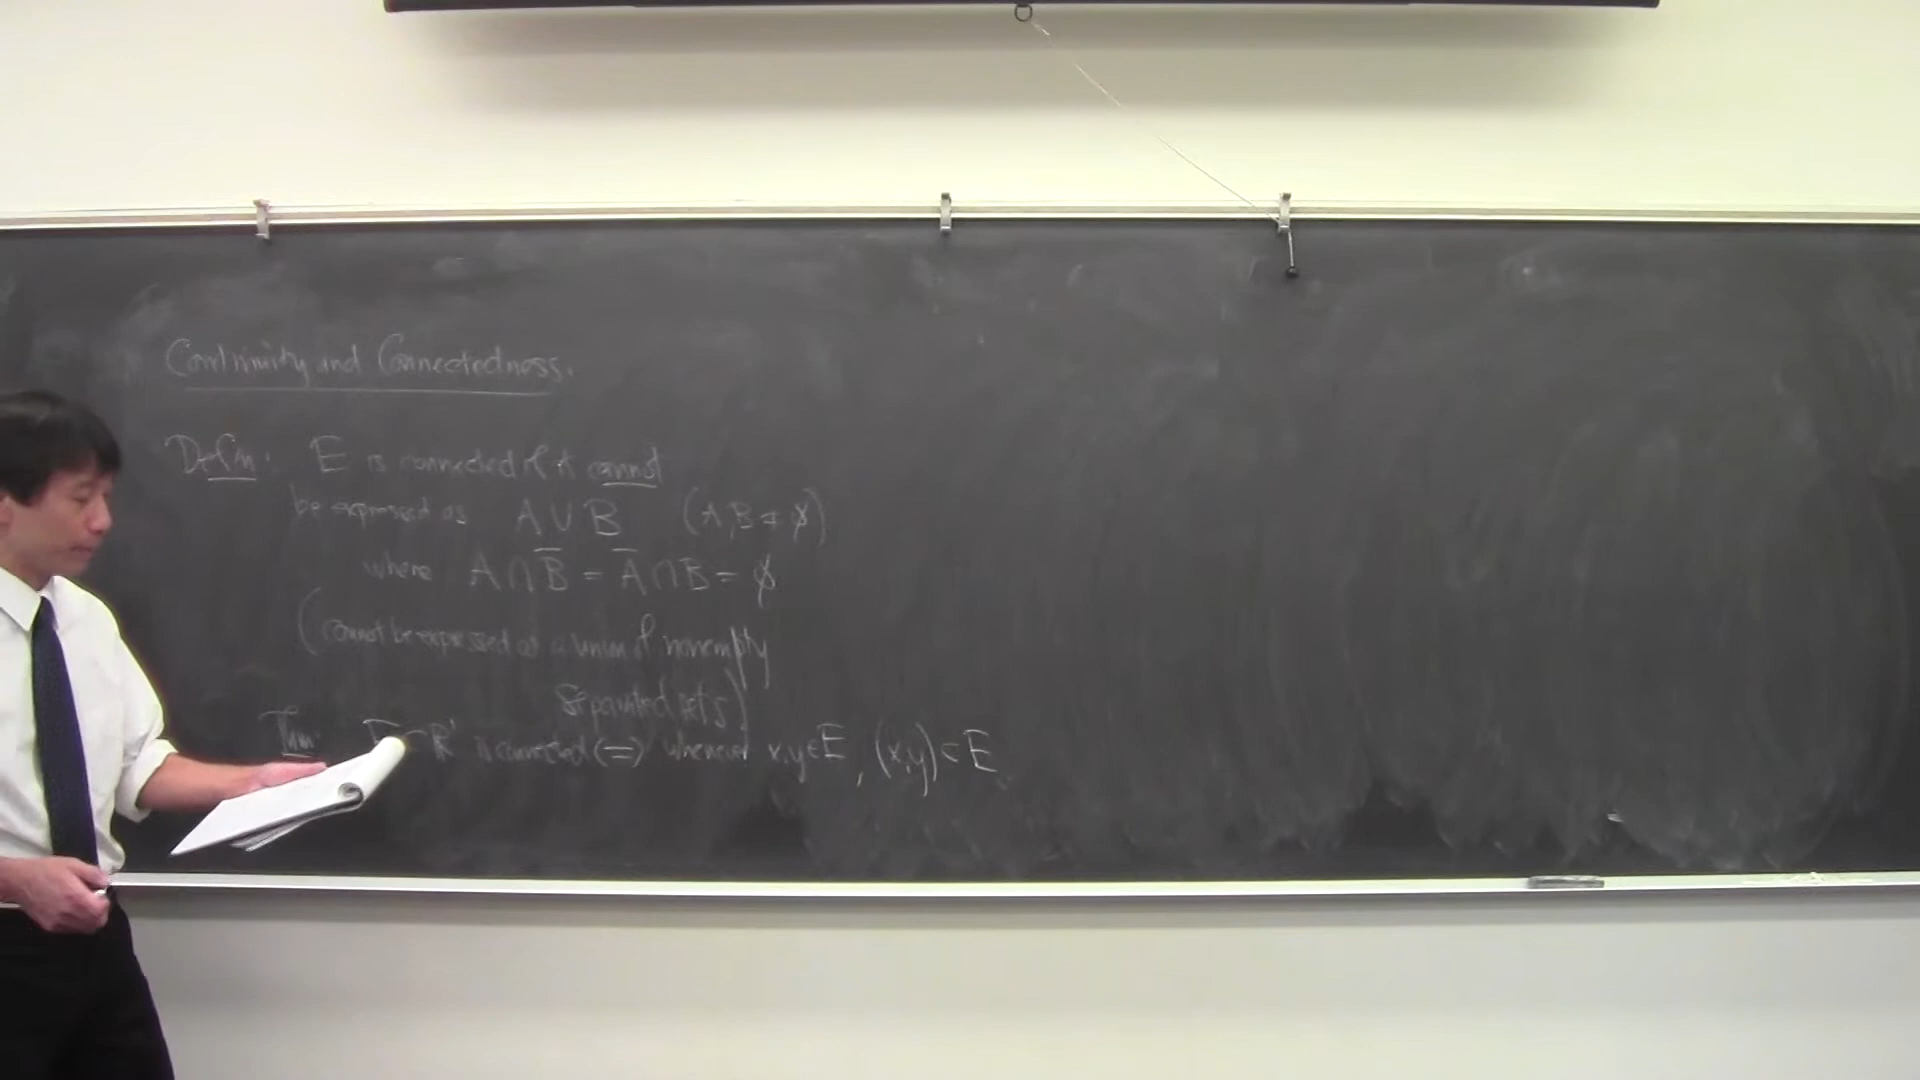 Continuity and Connectedness.
Defn: E is connected if it cannot
be expressed as A ∪ B (A, B ≠ ∅)
where A ∩ B̅ = A̅ ∩ B = ∅
(cannot be expressed as a union of nonempty
separated sets)
Thm: E ⊂ R¹ is connected ⟺ whenever x, y ∈ E, (x, y) ⊂ E